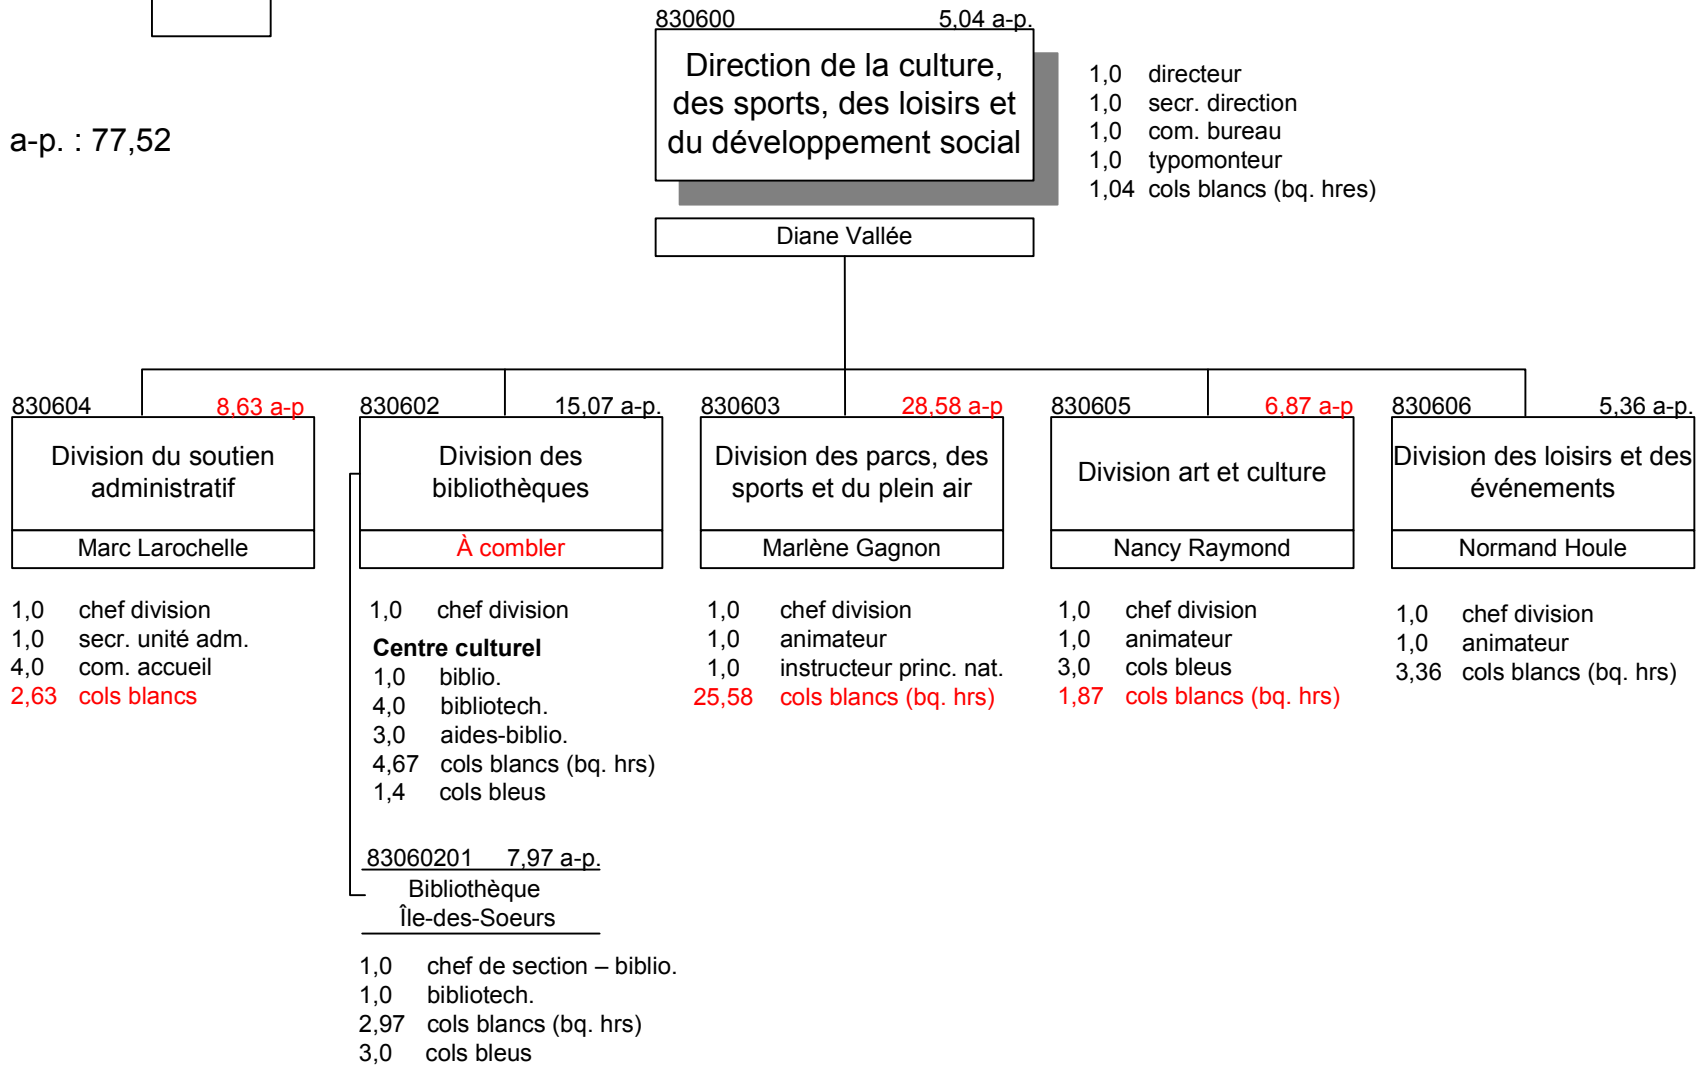 830600 5,04 a-p.
Direction de la culture,
des sports, des loisirs et
du développement social
Diane Vallée
1,0 directeur
1,0 secr. direction
1,0 com. bureau
1,0 typomonteur
1,04 cols blancs (bq. hres)
a-p. : 77,52
830604 8,63 a-p
Division du soutien
administratif
Marc Larochelle
1,0 chef division
1,0 secr. unité adm.
4,0 com. accueil
2,63 cols blancs
830602 15,07 a-p.
Division des
bibliothèques
À combler
1,0 chef division
Centre culturel
1,0 biblio.
4,0 bibliotech.
3,0 aides-biblio.
4,67 cols blancs (bq. hrs)
1,4 cols bleus
83060201 7,97 a-p.
Bibliothèque
Île-des-Soeurs
1,0 chef de section – biblio.
1,0 bibliotech.
2,97 cols blancs (bq. hrs)
3,0 cols bleus
830603 28,58 a-p
Division des parcs, des
sports et du plein air
Marlène Gagnon
1,0 chef division
1,0 animateur
1,0 instructeur princ. nat.
25,58 cols blancs (bq. hrs)
830605 6,87 a-p
Division art et culture
Nancy Raymond
1,0 chef division
1,0 animateur
3,0 cols bleus
1,87 cols blancs (bq. hrs)
830606 5,36 a-p.
Division des loisirs et des
événements
Normand Houle
1,0 chef division
1,0 animateur
3,36 cols blancs (bq. hrs)